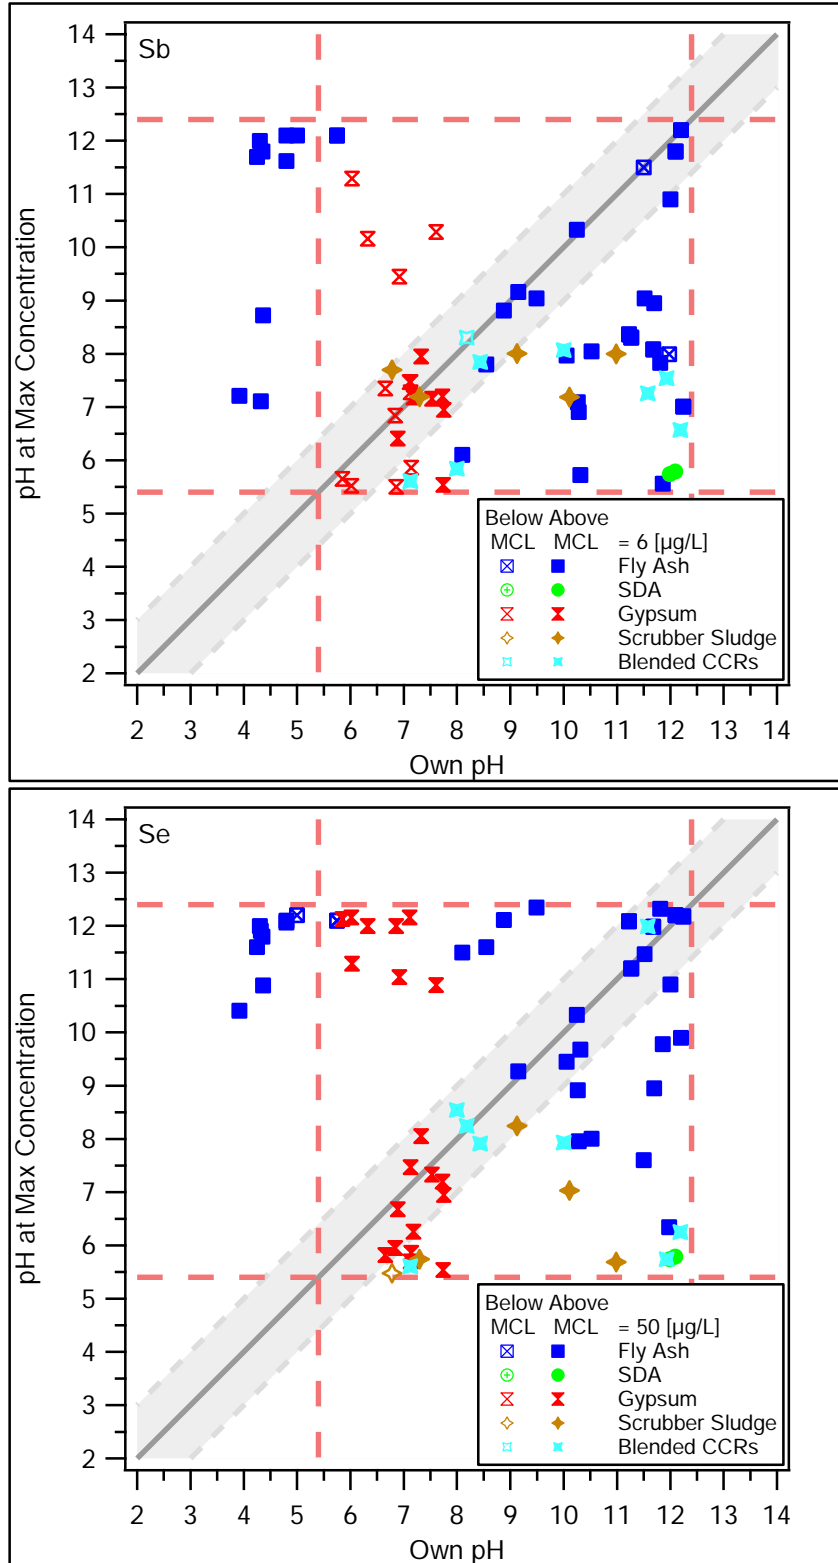 Sb
14
13
12
11
10
9
8
7
6
5
4
3
2
pH at Max Concentration
2 3 4 5 6 7 8 9 10 11 12 13 14
Own pH
Below Above
MCL MCL = 6 [µg/L]
Fly Ash
SDA
Gypsum
Scrubber Sludge
Blended CCRs
Se
14
13
12
11
10
9
8
7
6
5
4
3
2
pH at Max Concentration
2 3 4 5 6 7 8 9 10 11 12 13 14
Own pH
Below Above
MCL MCL = 50 [µg/L]
Fly Ash
SDA
Gypsum
Scrubber Sludge
Blended CCRs